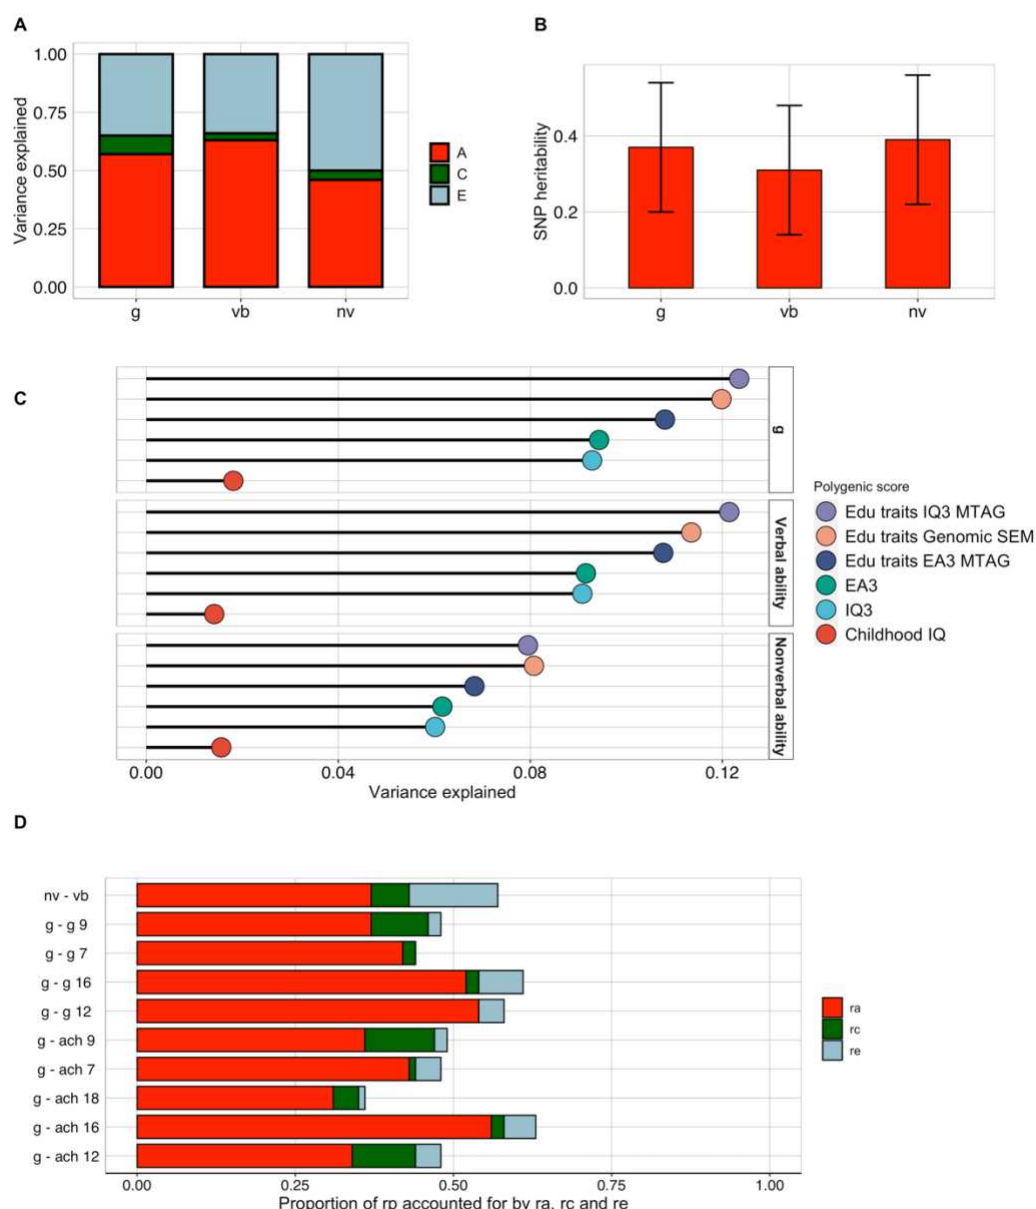 A
1.00
0.75
0.50
0.25
0.00
Variance explained
g vb nv
A
C
E
B
0.4
0.2
0.0
SNP heritability
g vb nv
C
g
Verbal ability
Nonverbal ability
0.00 0.04 0.08 0.12
Variance explained
Polygenic score
Edu traits IQ3 MTAG
Edu traits Genomic SEM
Edu traits EA3 MTAG
EA3
IQ3
Childhood IQ
D
nv - vb
g - g 9
g - g 7
g - g 16
g - g 12
g - ach 9
g - ach 7
g - ach 18
g - ach 16
g - ach 12
0.00 0.25 0.50 0.75 1.00
Proportion of rp accounted for by ra, rc and re
ra
rc
re